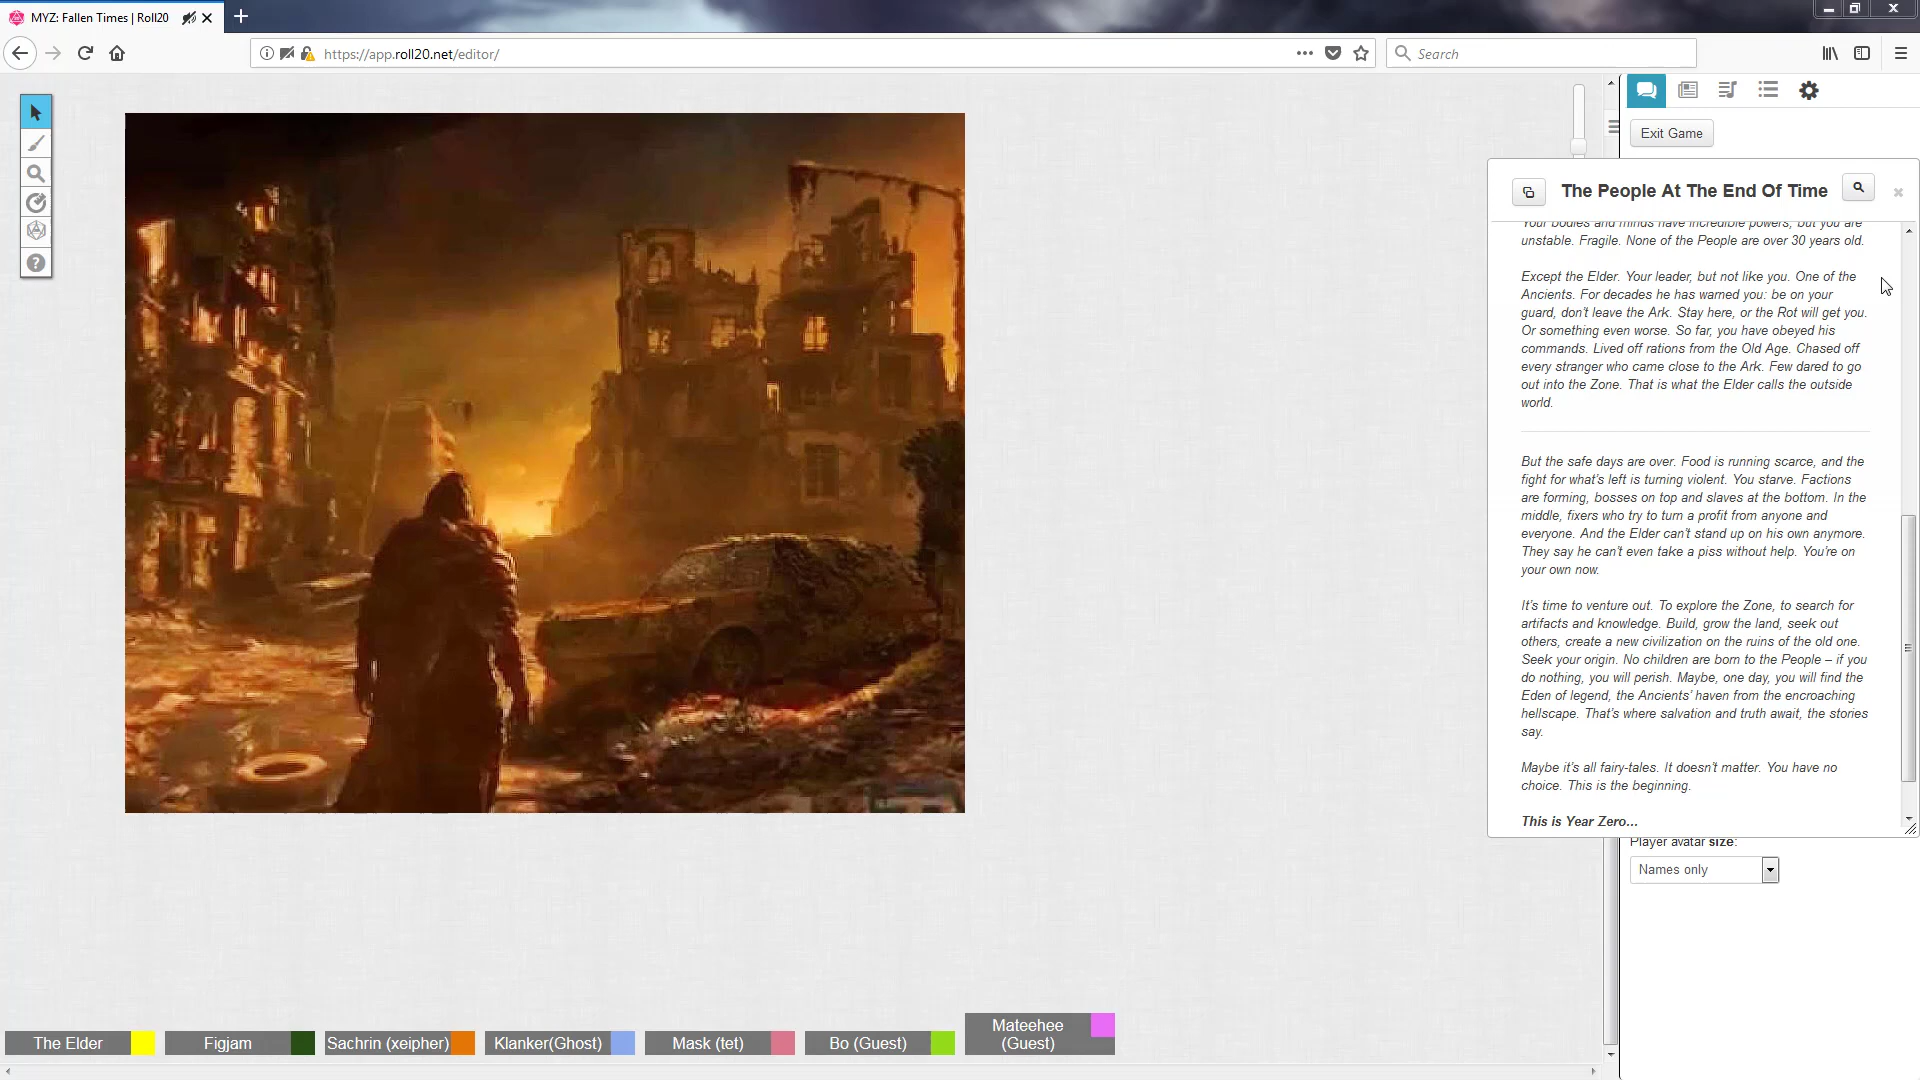 MYZ: Fallen Times | Roll20
https://app.roll20.net/editor/
Search
Exit Game
The People At The End Of Time
Your bodies and minds have incredible powers, but you are
unstable. Fragile. None of the People are over 30 years old.
Except the Elder. Your leader, but not like you. One of the
Ancients. For decades he has warned you: be on your
guard, don't leave the Ark. Stay here, or the Rot will get you.
Or something even worse. So far, you have obeyed his
commands. Lived off rations from the Old Age. Chased off
every stranger who came close to the Ark. Few dared to go
out into the Zone. That is what the Elder calls the outside
world.
But the safe days are over. Food is running scarce, and the
fight for what's left is turning violent. You starve. Factions
are forming, bosses on top and slaves at the bottom. In the
middle, fixers who try to turn a profit from anyone and
everyone. And the Elder can't stand up on his own anymore.
They say he can't even take a piss without help. You're on
your own now.
It's time to venture out. To explore the Zone, to search for
artifacts and knowledge. Build, grow the land, seek out
others, create a new civilization on the ruins of the old one.
Seek your origin. No children are born to the People – if you
do nothing, you will perish. Maybe, one day, you will find the
Eden of legend, the Ancients' haven from the encroaching
hellscape. That's where salvation and truth await, the stories
say.
Maybe it's all fairy-tales. It doesn't matter. You have no
choice. This is the beginning.
This is Year Zero...
Player avatar size:
Names only
The Elder
Figjam
Sachrin (xeipher)
Klanker(Ghost)
Mask (tet)
Bo (Guest)
Mateehee
(Guest)